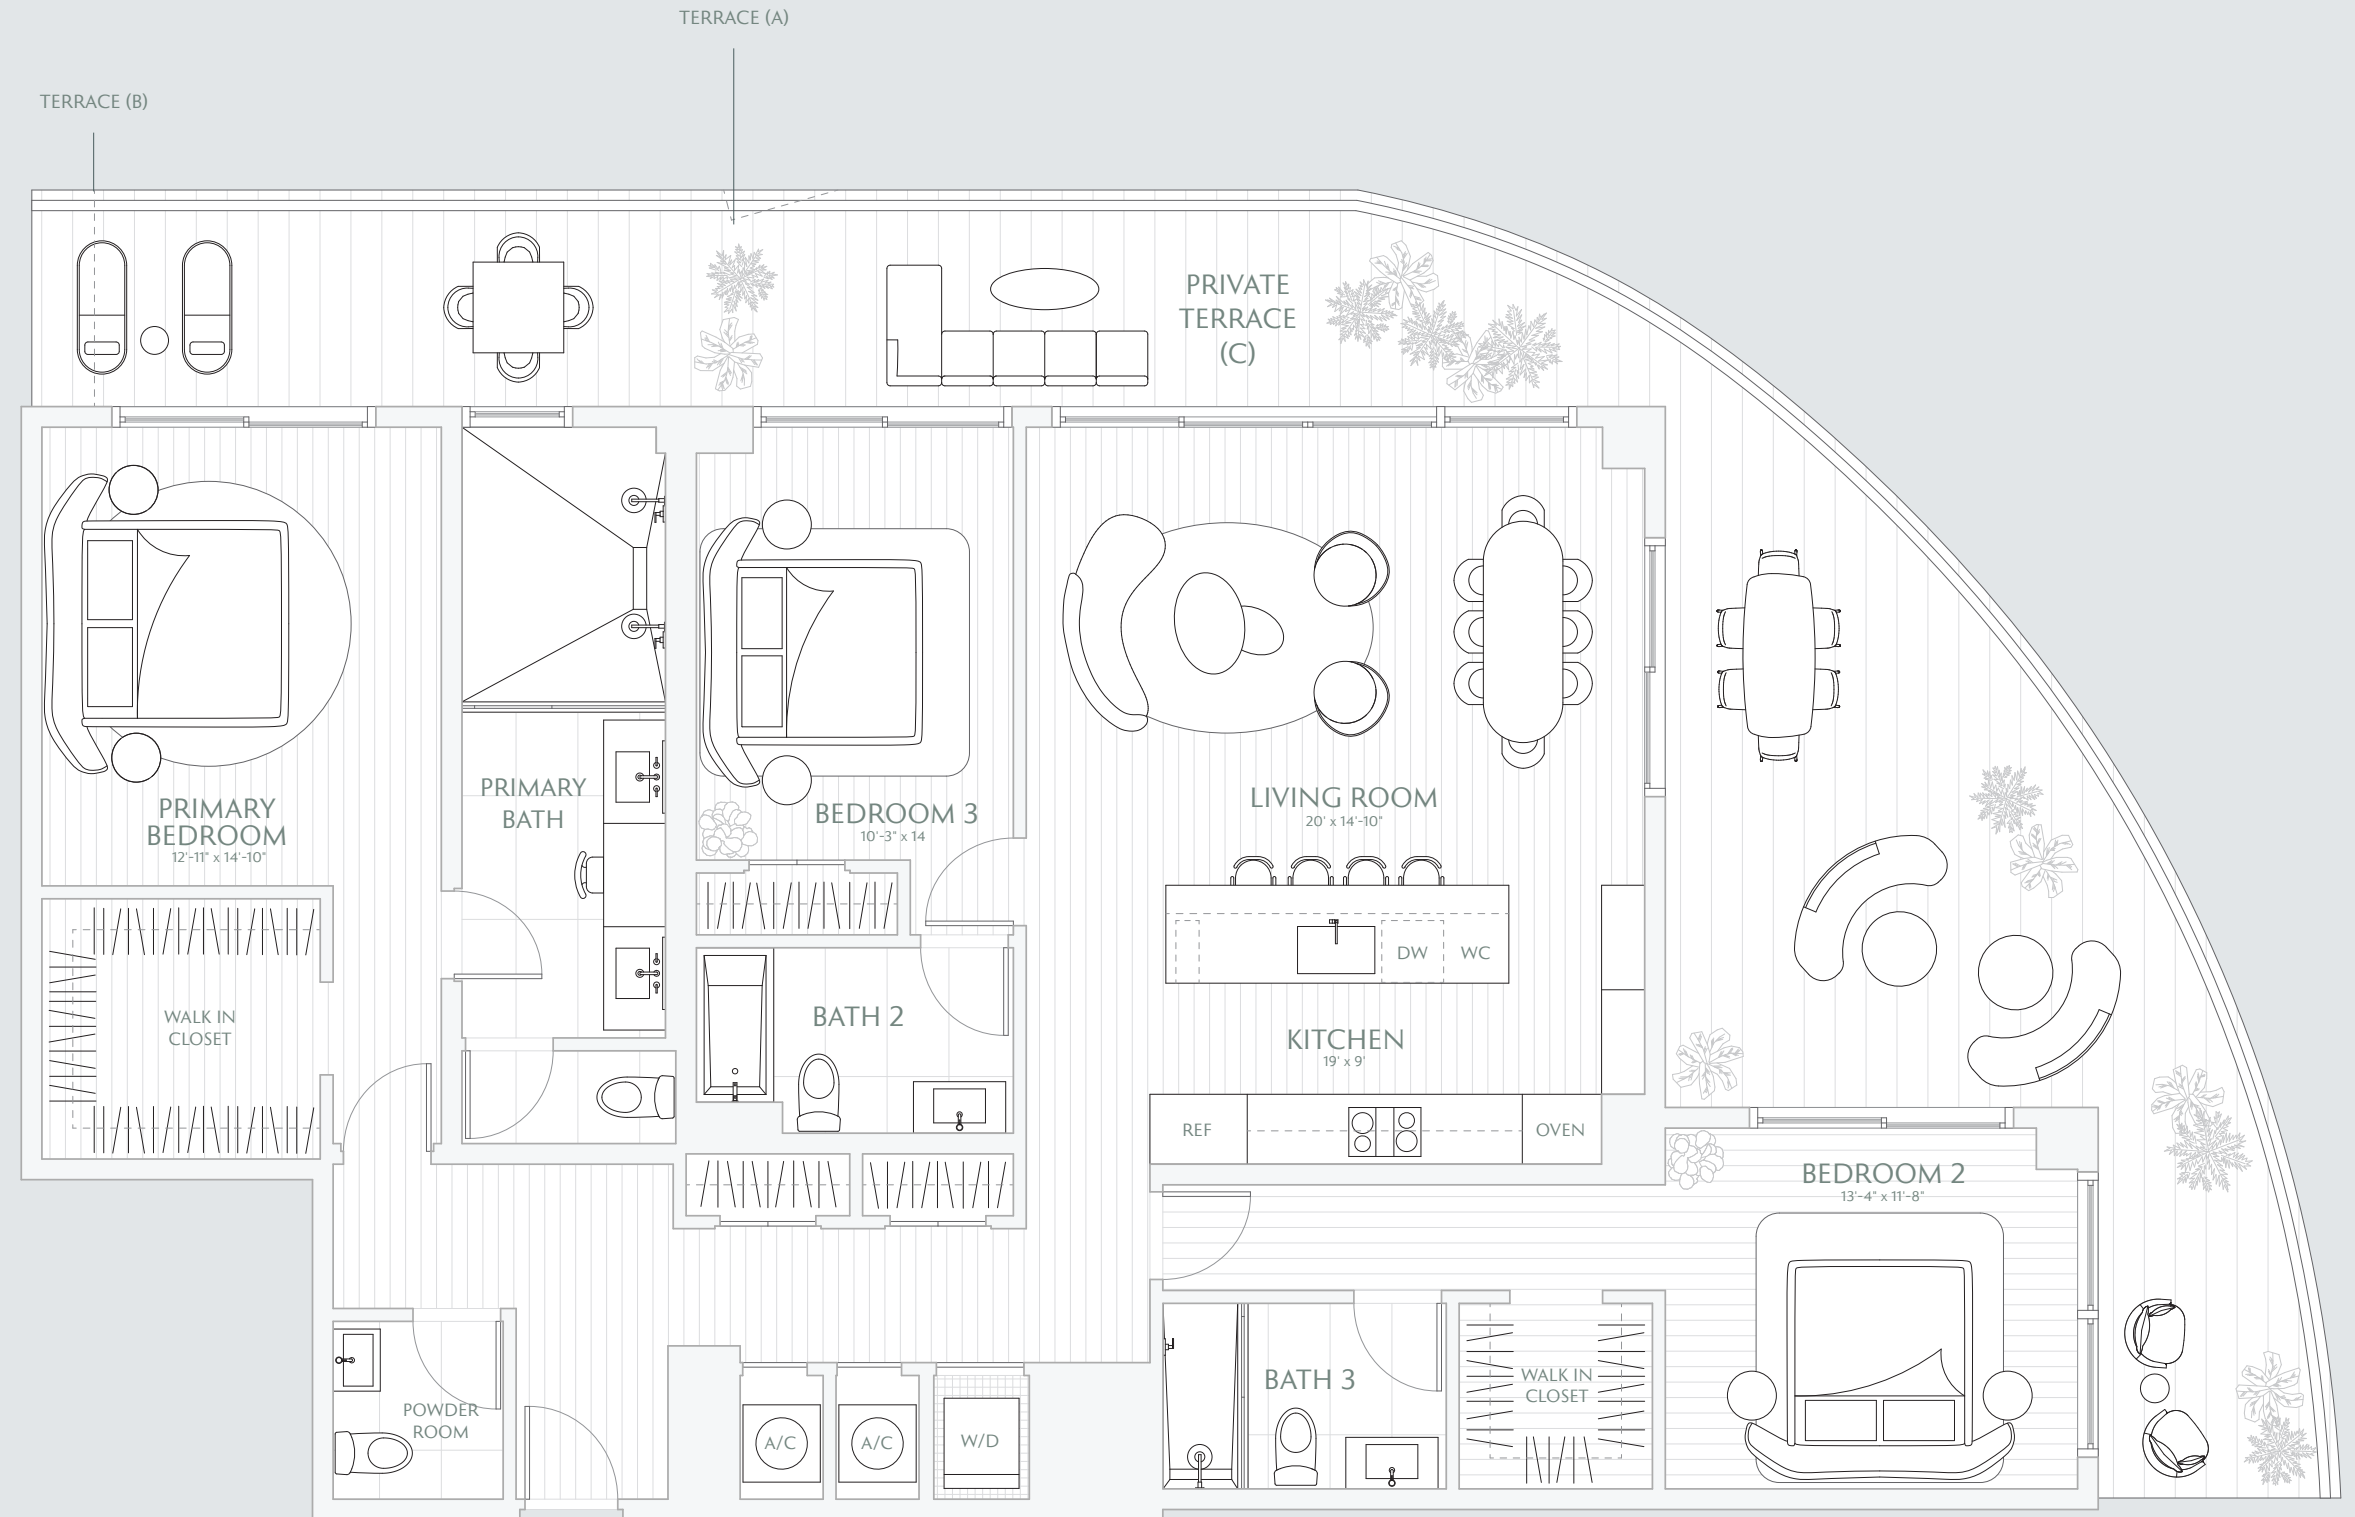 TERRACE (A)
TERRACE (B)
PRIVATE
TERRACE
(C)
PRIMARY
BEDROOM
12'-11" x 14'-10"
PRIMARY
BATH
BEDROOM 3
10'-3" x 14
LIVING ROOM
20' x 14'-10"
DW
WC
WALK IN
CLOSET
BATH 2
KITCHEN
19' x 9'
REF
OVEN
BEDROOM 2
13'-4" x 11'-8"
POWDER
ROOM
A/C
A/C
W/D
BATH 3
WALK IN
CLOSET